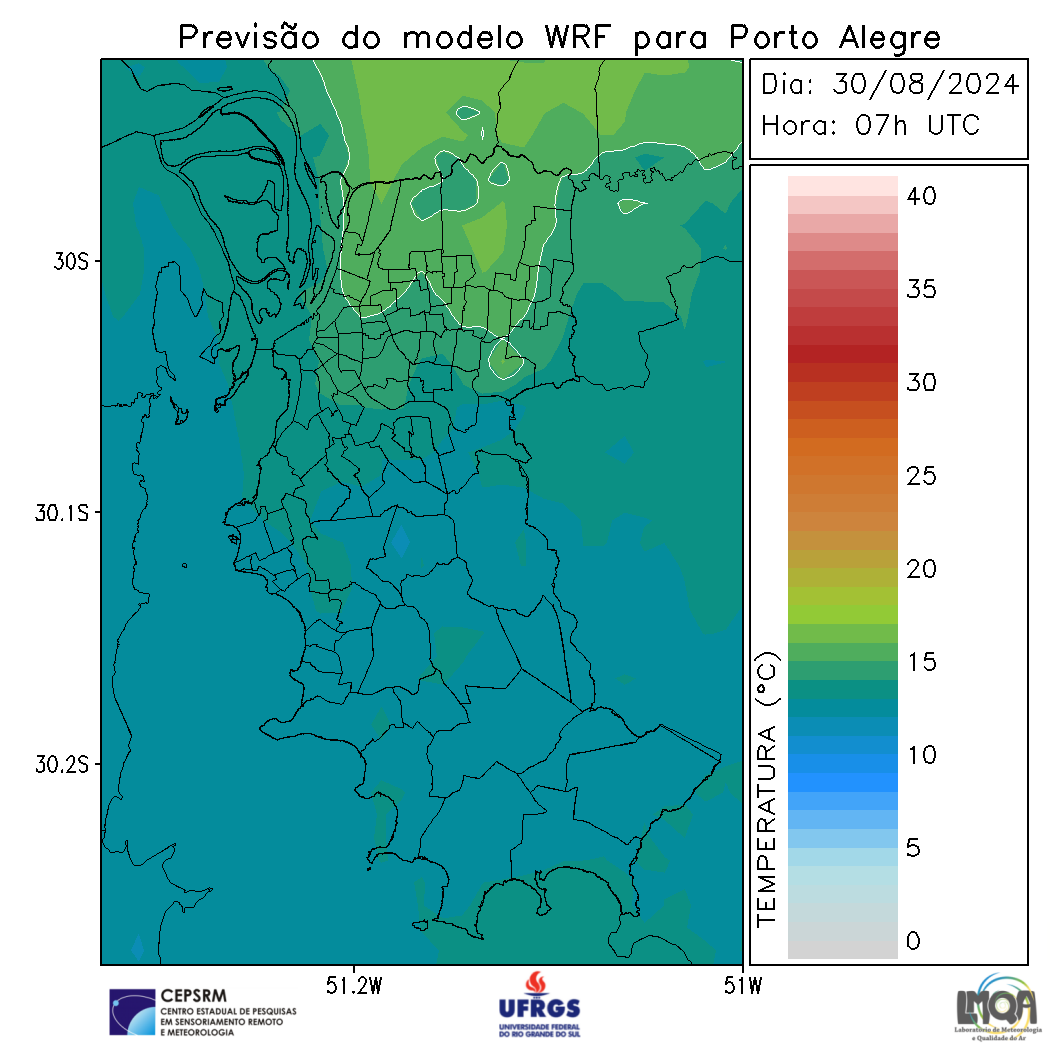 Previsão do modelo WRF para Porto Alegre
Dia: 30/08/2024
Hora: 07h UTC
40
35
30
25
20
15
10
5
0
TEMPERATURA (°C)
30S
30.1S
30.2S
51.2W
51W
CEPSRM
CENTRO ESTADUAL DE PESQUISAS
EM SENSORIAMENTO REMOTO
E METEOROLOGIA
UFRGS
UNIVERSIDADE FEDERAL
DO RIO GRANDE DO SUL
LMQA
Laboratório de Meteorologia
e Qualidade do Ar